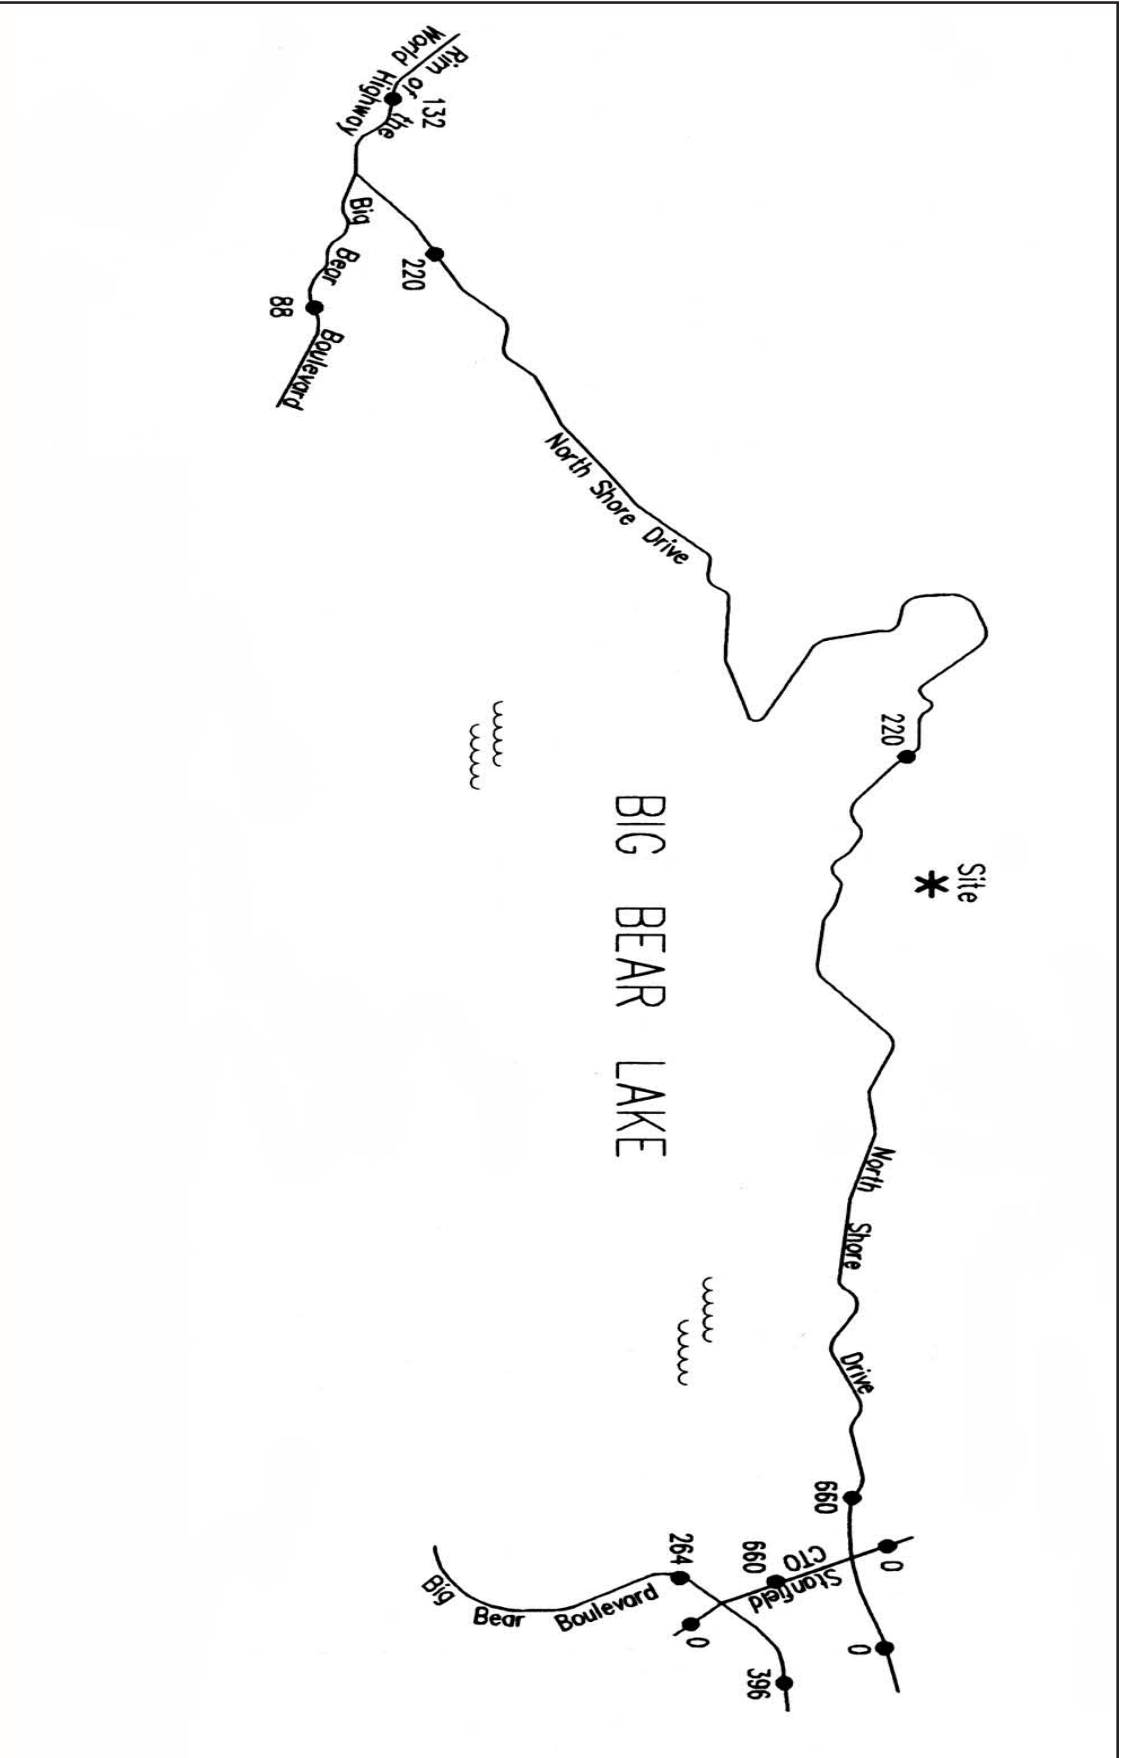 Rim of the
World Highway
132
Big Bear Boulevard
88
220
North Shore Drive
220
Site
BIG BEAR LAKE
North Shore Drive
660
0
Stanfield
CTO
660
0
264
0
396
Big Bear Boulevard